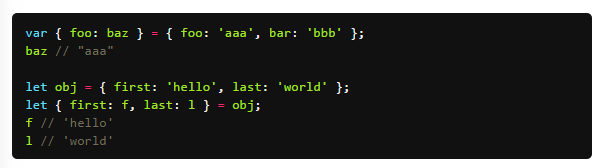 var { foo: baz } = { foo: 'aaa', bar: 'bbb' };
baz // "aaa"
let obj = { first: 'hello', last: 'world' };
let { first: f, last: l } = obj;
f // 'hello'
l // 'world'